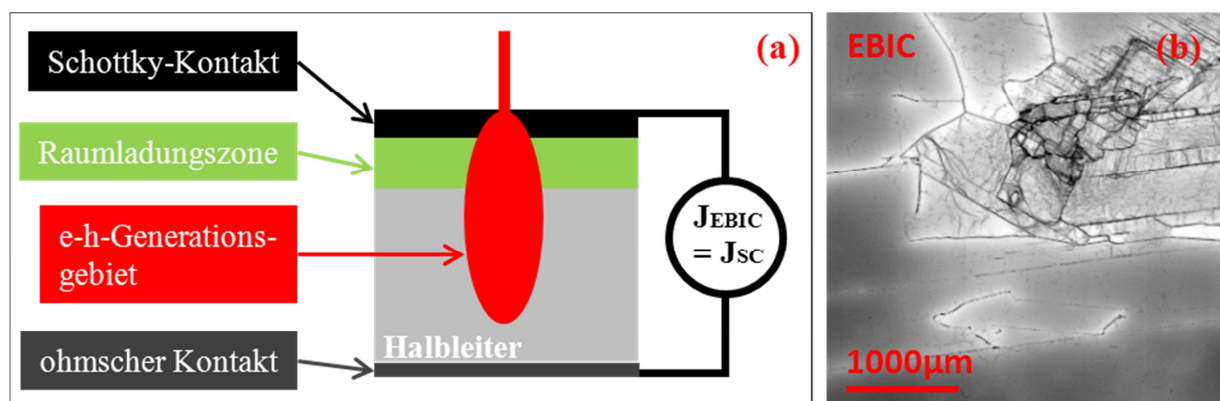 Schottky-Kontakt
Raumladungszone
e-h-Generations-
gebiet
ohmscher Kontakt
Halbleiter
JEBIC
= JSC
(a)
EBIC
(b)
1000µm